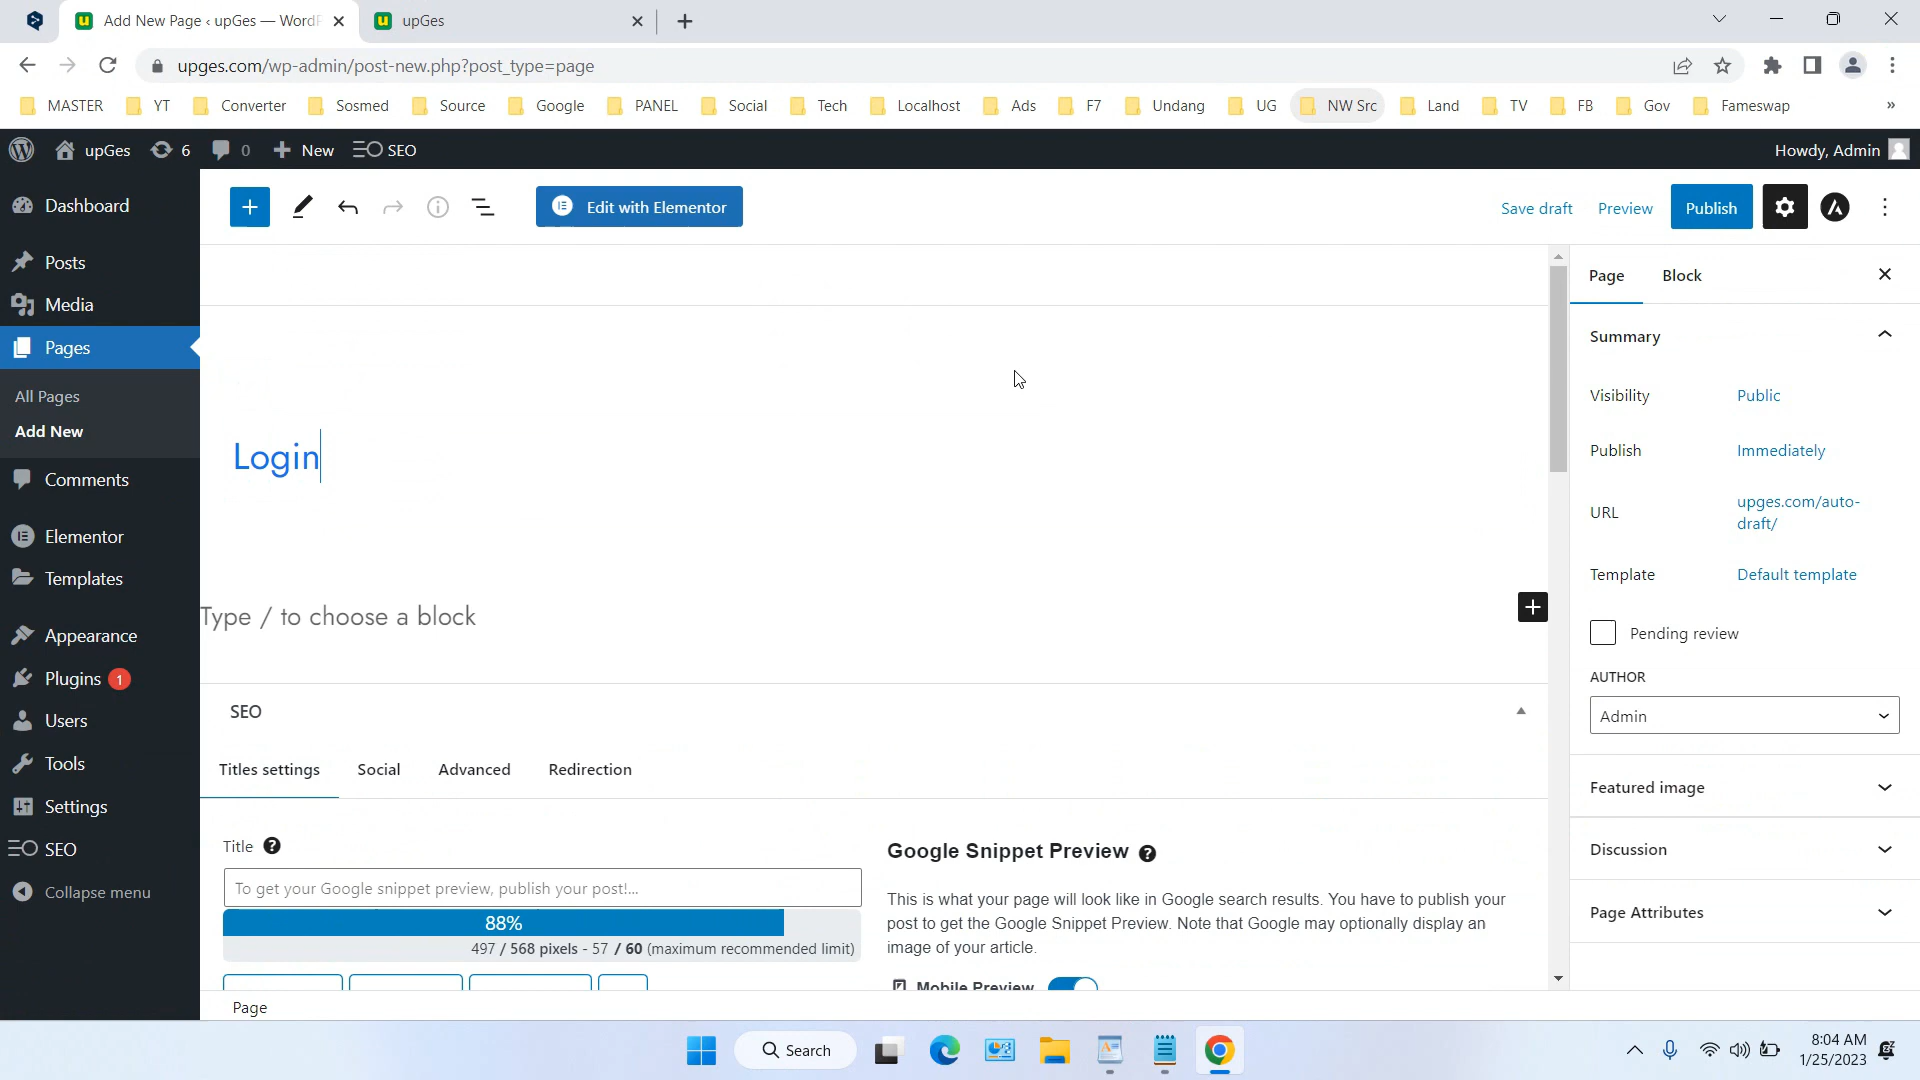 Add New Page ‹ upGes — WordP
upGes
upges.com/wp-admin/post-new.php?post_type=page
MASTER YT Converter Sosmed Source Google PANEL Social Tech Localhost Ads F7 Undang UG NW Src Land TV FB Gov Fameswap »
upGes 6 0 New SEO Howdy, Admin
Dashboard
Posts
Media
Pages
All Pages
Add New
Comments
Elementor
Templates
Appearance
Plugins 1
Users
Tools
Settings
SEO
Collapse menu
Edit with Elementor
Save draft Preview Publish
Login
Type / to choose a block
SEO
Titles settings Social Advanced Redirection
Title ?
To get your Google snippet preview, publish your post!...
88%
497 / 568 pixels - 57 / 60 (maximum recommended limit)
Google Snippet Preview ?
This is what your page will look like in Google search results. You have to publish your
post to get the Google Snippet Preview. Note that Google may optionally display an
image of your article.
Mobile Preview
Page
Page Block
Summary
Visibility Public
Publish Immediately
URL upges.com/auto-
draft/
Template Default template
Pending review
AUTHOR
Admin
Featured image
Discussion
Page Attributes
Search
8:04 AM
1/25/2023